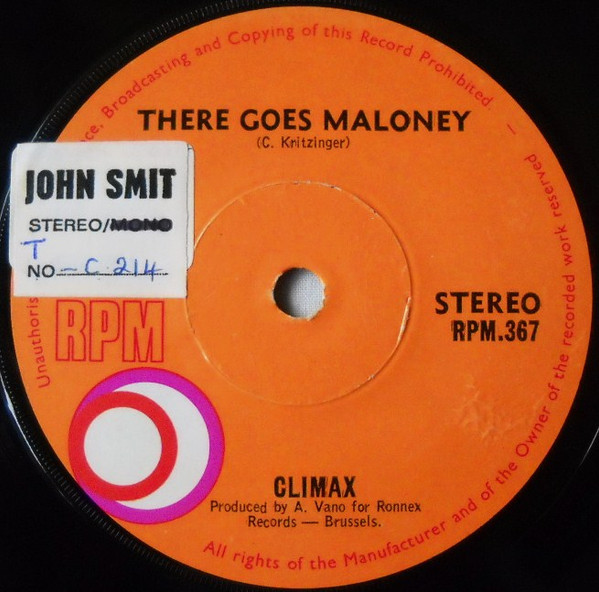 ce, Broadcasting and Copying of this Record Prohibited. —
THERE GOES MALONEY
(C. Kritzinger)
JOHN SMIT
STEREO/MONO
T
NO — C 214
RPM
STEREO
RPM.367
CLIMAX
Produced by A. Vano for Ronnex
Records — Brussels.
All rights of the Manufacturer and of the Owner of the recorded work reserved
Unauthoris